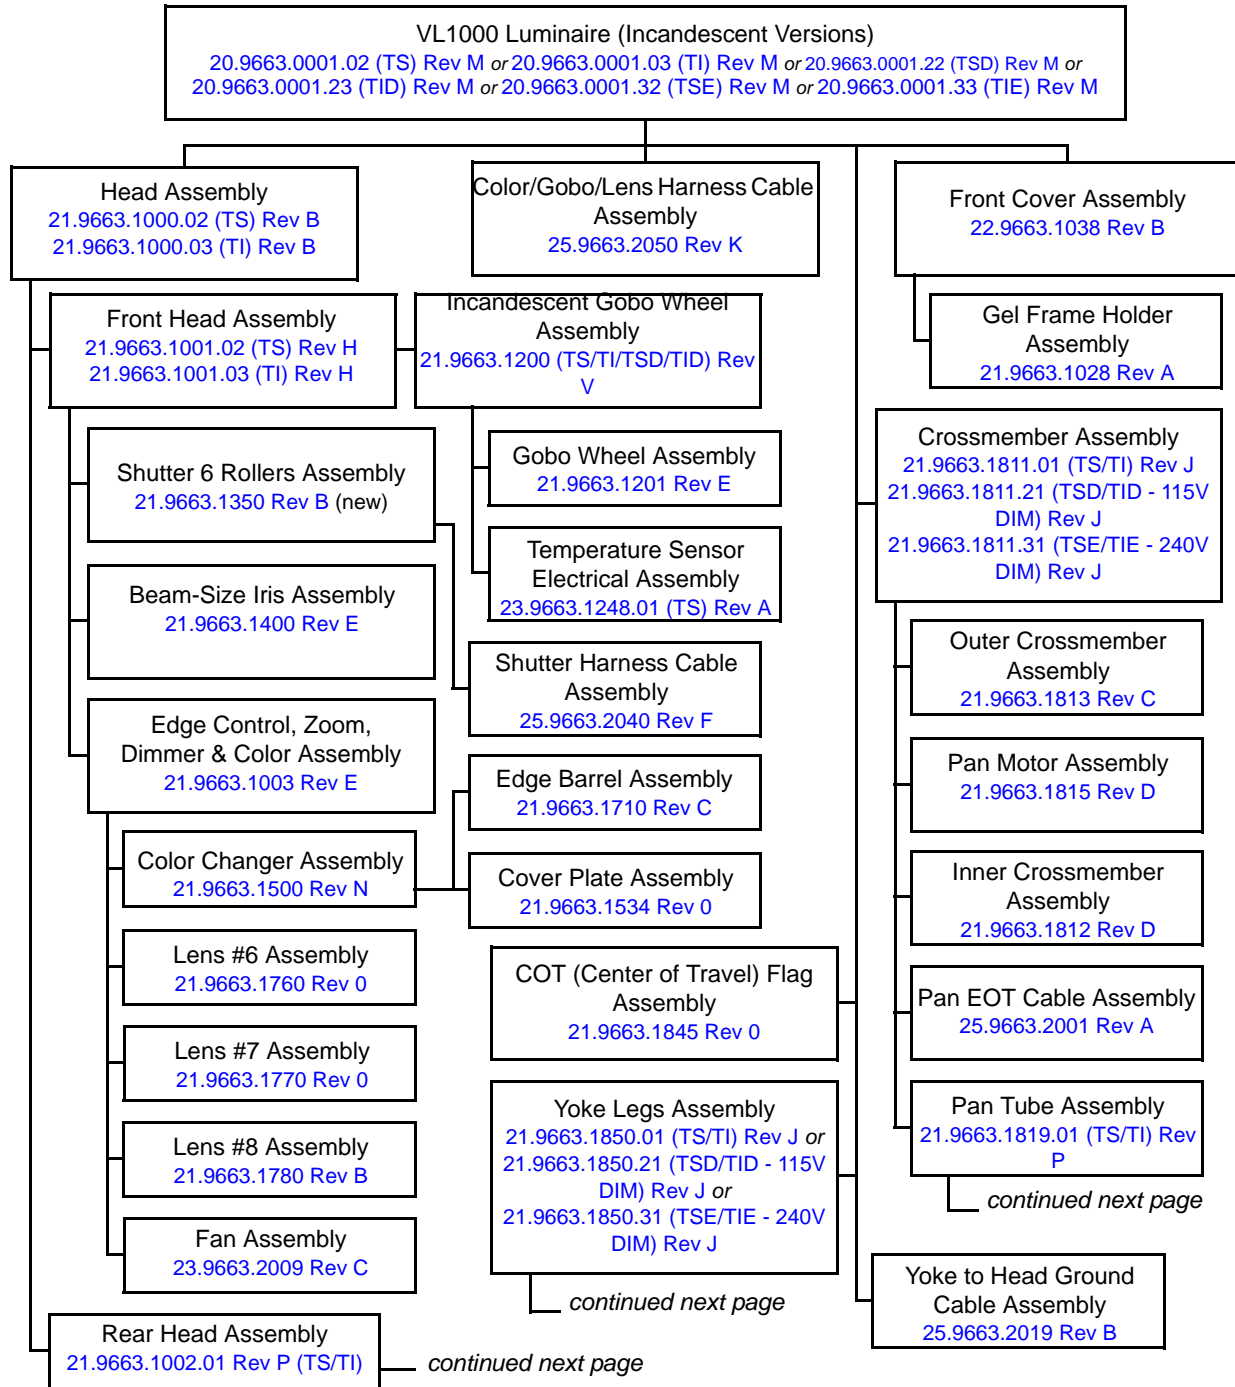 VL1000 Luminaire (Incandescent Versions)
20.9663.0001.02 (TS) Rev M or 20.9663.0001.03 (TI) Rev M or 20.9663.0001.22 (TSD) Rev M or
20.9663.0001.23 (TID) Rev M or 20.9663.0001.32 (TSE) Rev M or 20.9663.0001.33 (TIE) Rev M
Head Assembly
21.9663.1000.02 (TS) Rev B
21.9663.1000.03 (TI) Rev B
Color/Gobo/Lens Harness Cable
Assembly
25.9663.2050 Rev K
Front Cover Assembly
22.9663.1038 Rev B
Front Head Assembly
21.9663.1001.02 (TS) Rev H
21.9663.1001.03 (TI) Rev H
Incandescent Gobo Wheel
Assembly
21.9663.1200 (TS/TI/TSD/TID) Rev
V
Gel Frame Holder
Assembly
21.9663.1028 Rev A
Shutter 6 Rollers Assembly
21.9663.1350 Rev B (new)
Gobo Wheel Assembly
21.9663.1201 Rev E
Crossmember Assembly
21.9663.1811.01 (TS/TI) Rev J
21.9663.1811.21 (TSD/TID - 115V
DIM) Rev J
21.9663.1811.31 (TSE/TIE - 240V
DIM) Rev J
Temperature Sensor
Electrical Assembly
23.9663.1248.01 (TS) Rev A
Beam-Size Iris Assembly
21.9663.1400 Rev E
Shutter Harness Cable
Assembly
25.9663.2040 Rev F
Outer Crossmember
Assembly
21.9663.1813 Rev C
Edge Control, Zoom,
Dimmer & Color Assembly
21.9663.1003 Rev E
Edge Barrel Assembly
21.9663.1710 Rev C
Pan Motor Assembly
21.9663.1815 Rev D
Color Changer Assembly
21.9663.1500 Rev N
Cover Plate Assembly
21.9663.1534 Rev 0
Inner Crossmember
Assembly
21.9663.1812 Rev D
Lens #6 Assembly
21.9663.1760 Rev 0
COT (Center of Travel) Flag
Assembly
21.9663.1845 Rev 0
Pan EOT Cable Assembly
25.9663.2001 Rev A
Lens #7 Assembly
21.9663.1770 Rev 0
Yoke Legs Assembly
21.9663.1850.01 (TS/TI) Rev J or
21.9663.1850.21 (TSD/TID - 115V
DIM) Rev J or
21.9663.1850.31 (TSE/TIE - 240V
DIM) Rev J
continued next page
Pan Tube Assembly
21.9663.1819.01 (TS/TI) Rev
P
continued next page
Lens #8 Assembly
21.9663.1780 Rev B
Fan Assembly
23.9663.2009 Rev C
Yoke to Head Ground
Cable Assembly
25.9663.2019 Rev B
Rear Head Assembly
21.9663.1002.01 Rev P (TS/TI)
continued next page